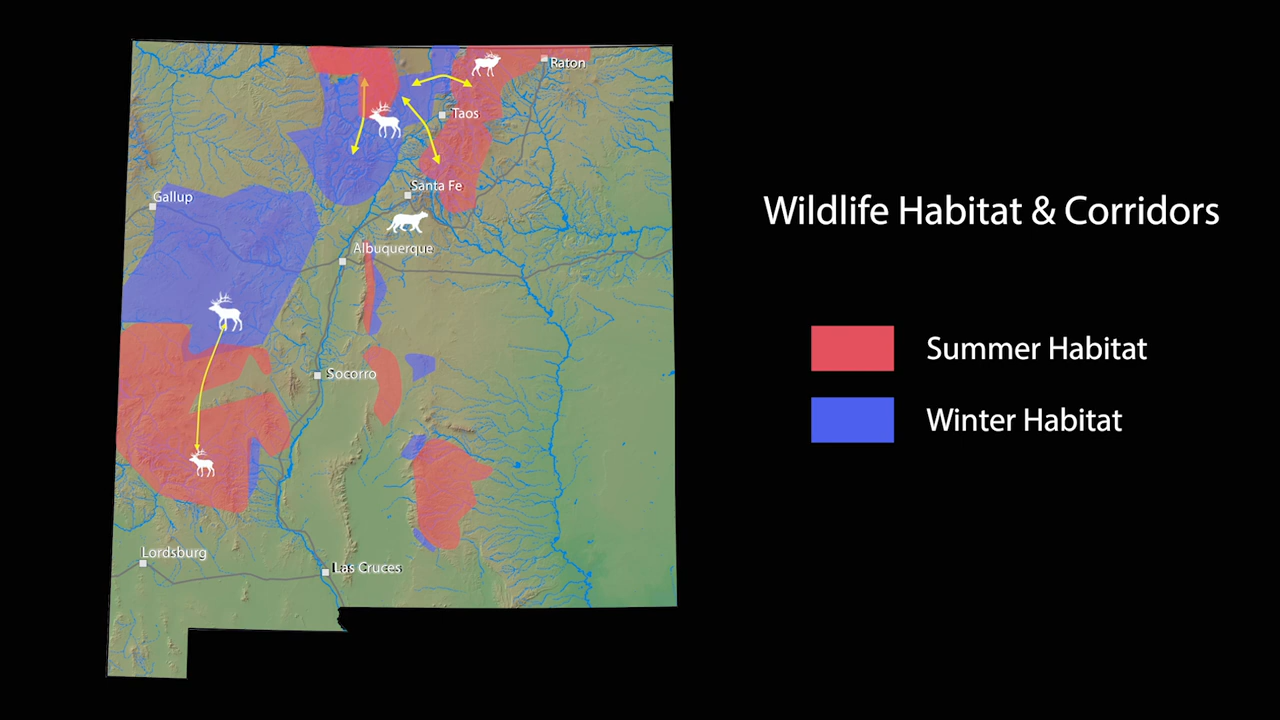 Raton
Taos
Santa Fe
Gallup
Albuquerque
Socorro
Lordsburg
Las Cruces
Wildlife Habitat & Corridors
Summer Habitat
Winter Habitat